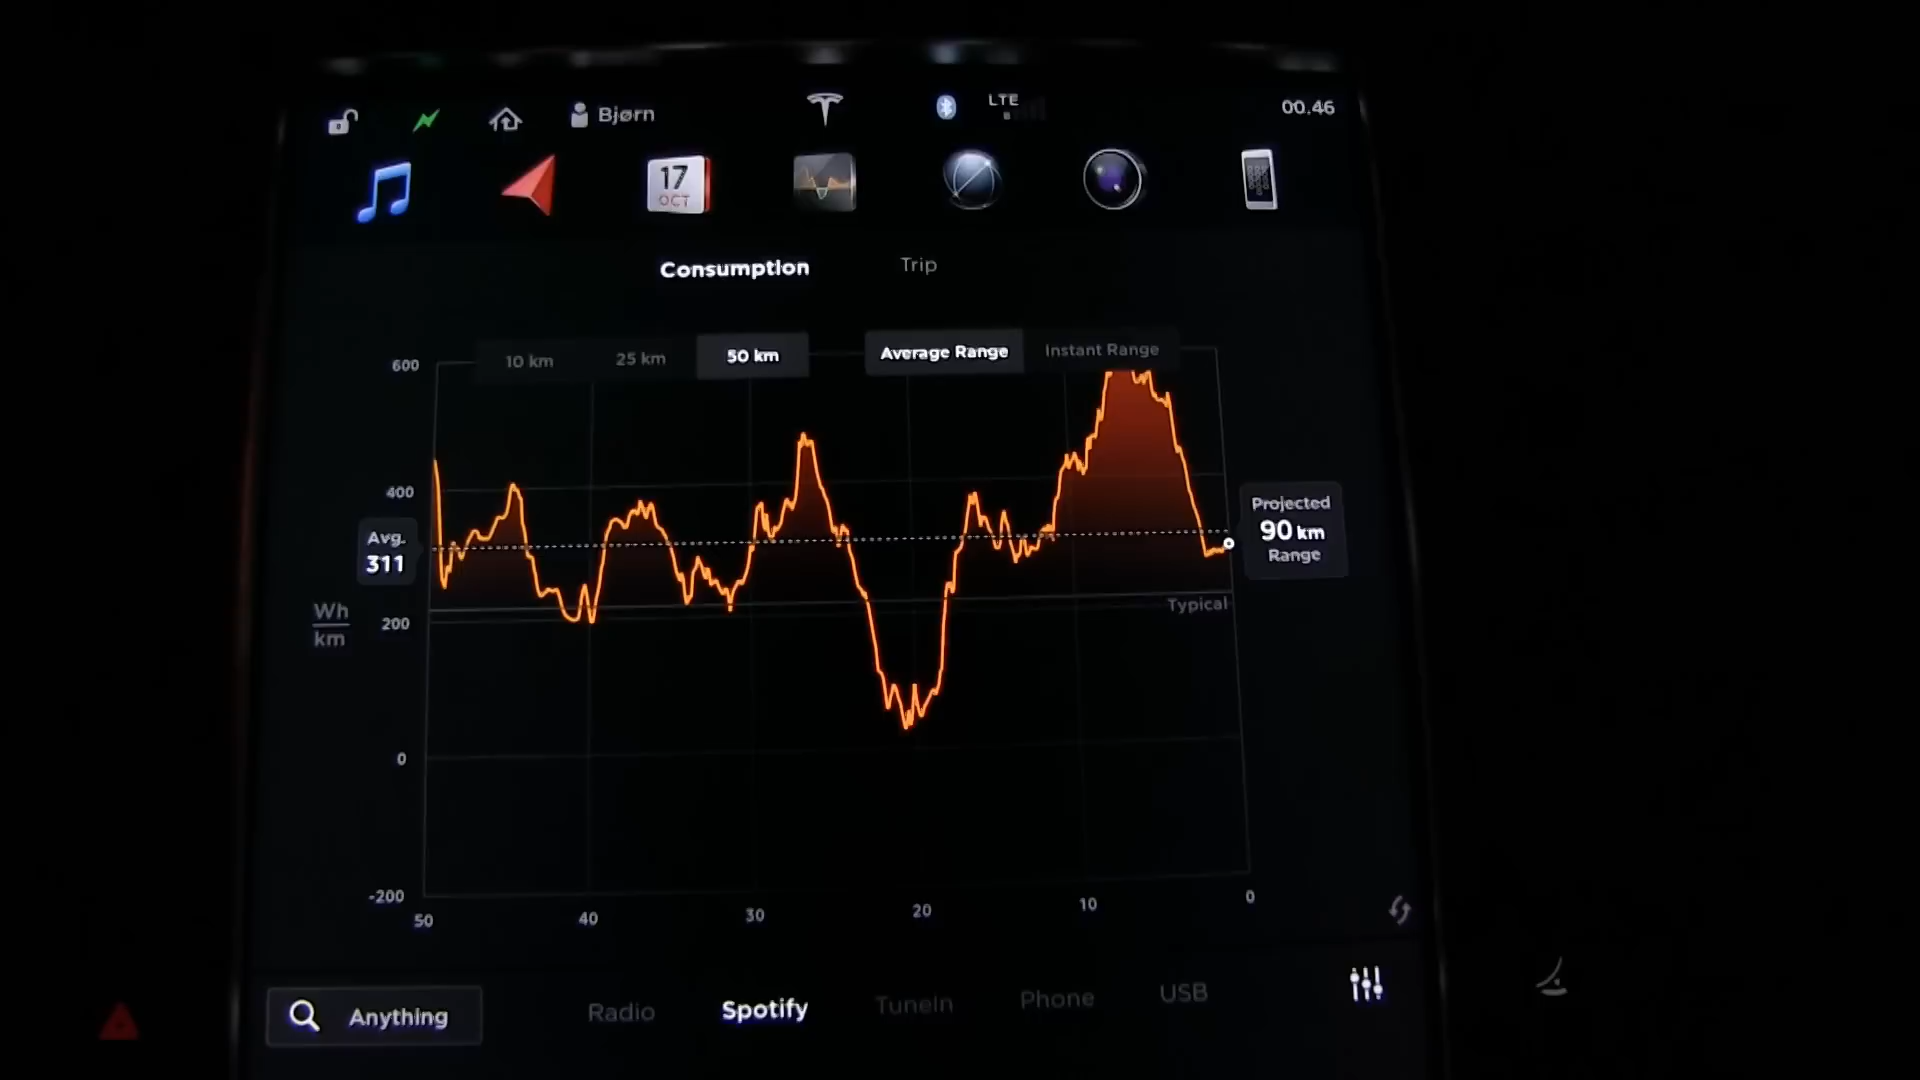 Bjørn
LTE
00.46
17
OCT
Consumption
Trip
10 km
25 km
50 km
Average Range
Instant Range
600
400
Avg.
311
Projected
90 km
Range
Wh
km
200
Typical
0
-200
50
40
30
20
10
0
Anything
Radio
Spotify
TuneIn
Phone
USB